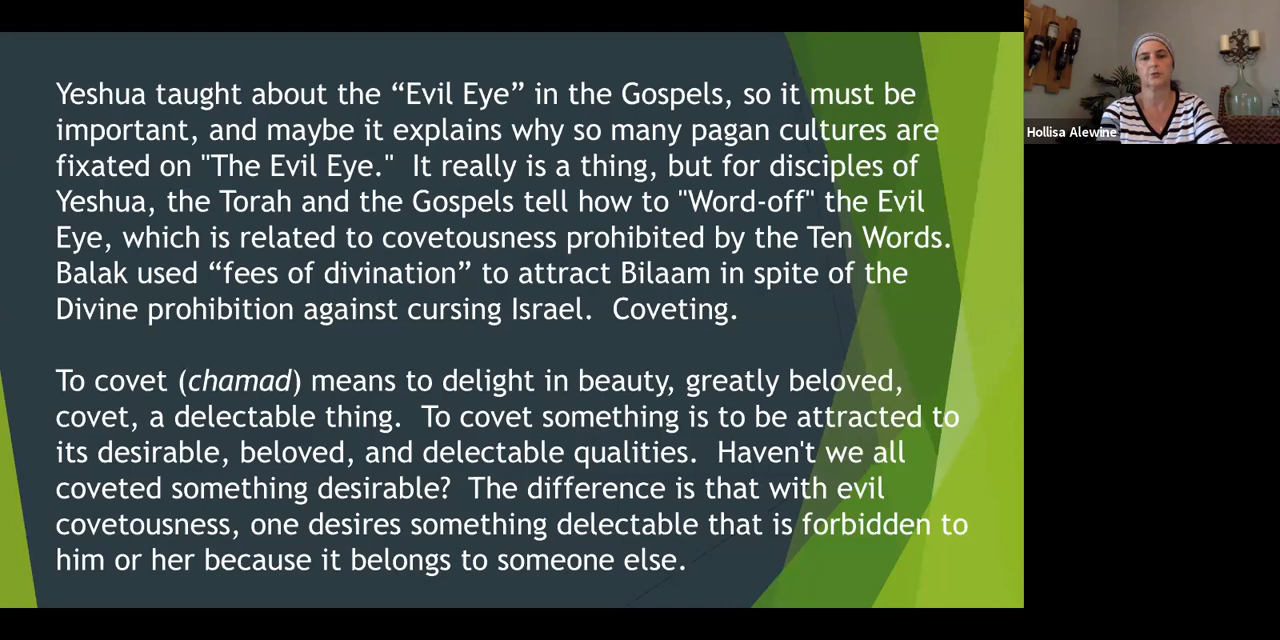 Yeshua taught about the “Evil Eye” in the Gospels, so it must be
important, and maybe it explains why so many pagan cultures are
fixated on "The Evil Eye."  It really is a thing, but for disciples of
Yeshua, the Torah and the Gospels tell how to "Word-off" the Evil
Eye, which is related to covetousness prohibited by the Ten Words.
Balak used “fees of divination” to attract Bilaam in spite of the
Divine prohibition against cursing Israel.  Coveting.
To covet (chamad) means to delight in beauty, greatly beloved,
covet, a delectable thing.  To covet something is to be attracted to
its desirable, beloved, and delectable qualities.  Haven't we all
coveted something desirable?  The difference is that with evil
covetousness, one desires something delectable that is forbidden to
him or her because it belongs to someone else.
Hollisa Alewine